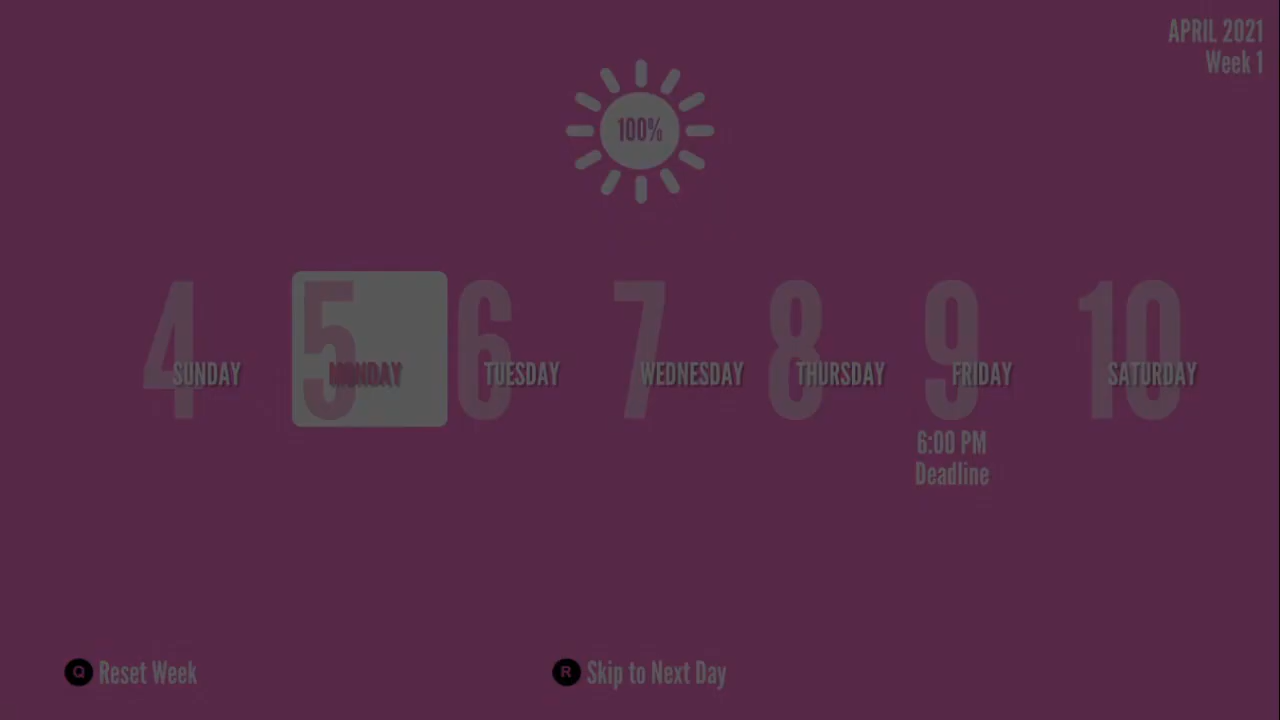 APRIL 2021
Week 1
100%
4 SUNDAY
5 MONDAY
6 TUESDAY
7 WEDNESDAY
8 THURSDAY
9 FRIDAY
10 SATURDAY
6:00 PM
Deadline
Q Reset Week
R Skip to Next Day